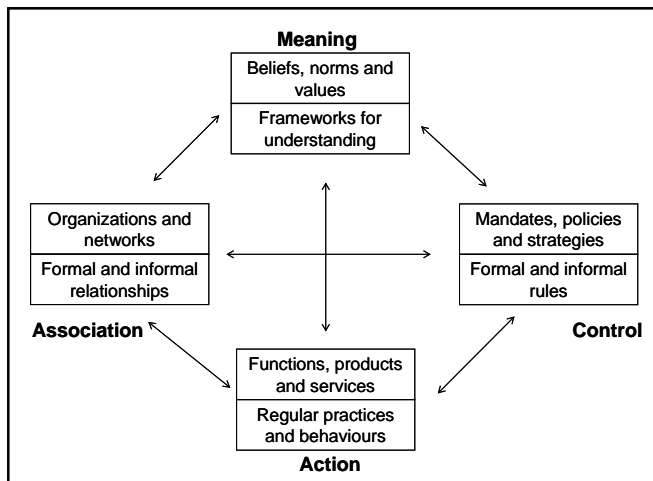 Meaning
Beliefs, norms and
values
Frameworks for
understanding
Organizations and
networks
Formal and informal
relationships
Association
Mandates, policies
and strategies
Formal and informal
rules
Control
Functions, products
and services
Regular practices
and behaviours
Action